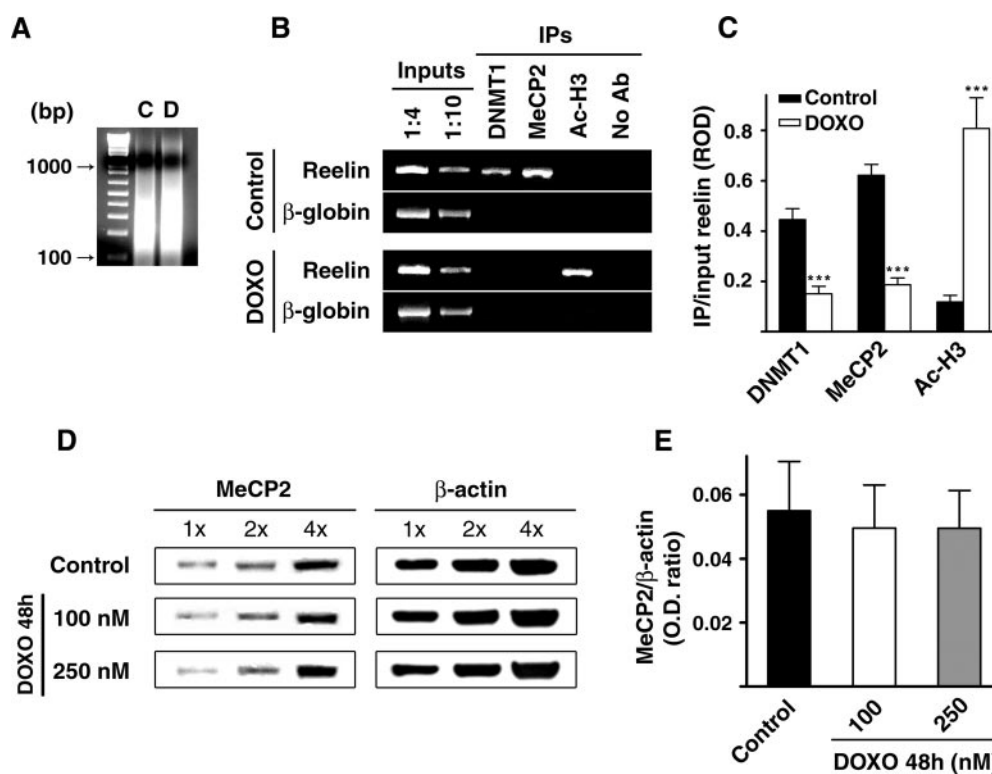 A
(bp)
C D
1000 →
100 →
B
IPs
Inputs
1:4 1:10 DNMT1 MeCP2 Ac-H3 No Ab
Control
Reelin
β-globin
DOXO
Reelin
β-globin
C
Control
DOXO
IP/input reelin (ROD)
0.8
0.6
0.4
0.2
***
***
***
DNMT1 MeCP2 Ac-H3
D
MeCP2 β-actin
1x 2x 4x 1x 2x 4x
Control
DOXO 48h
100 nM
250 nM
E
MeCP2/β-actin
(O.D. ratio)
0.06
0.04
0.02
Control 100 250
DOXO 48h (nM